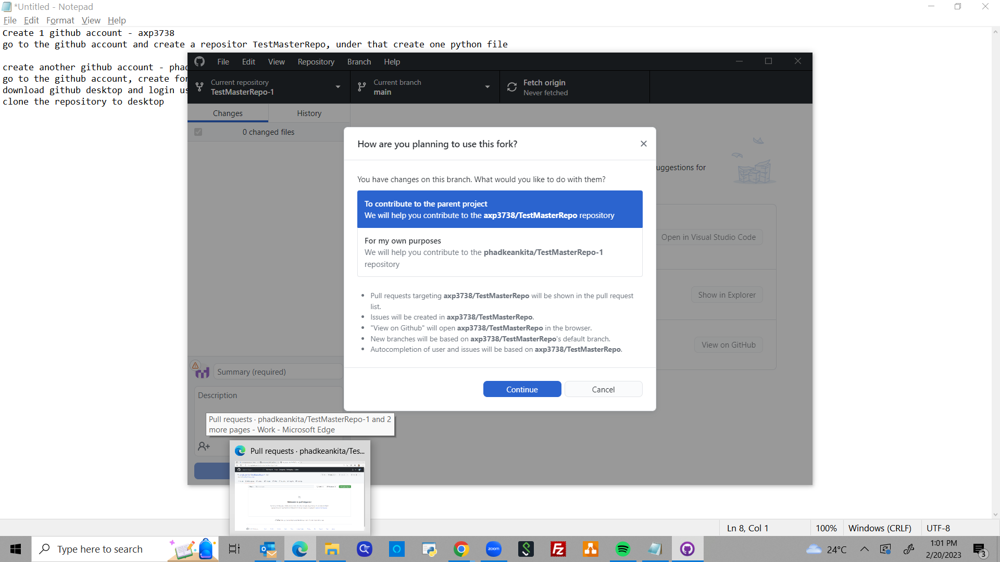 *Untitled - Notepad
File Edit Format View Help
Create 1 github account - axp3738
go to the github account and create a repositor TestMasterRepo, under that create one python file
create another github account - phad
go to the github account, create for
download github desktop and login us
clone the repository to desktop
File Edit View Repository Branch Help
Current repository
TestMasterRepo-1
Current branch
main
Fetch origin
Never fetched
Changes
History
0 changed files
How are you planning to use this fork?
You have changes on this branch. What would you like to do with them?
To contribute to the parent project
We will help you contribute to the axp3738/TestMasterRepo repository
For my own purposes
We will help you contribute to the phadkeankita/TestMasterRepo-1
repository
Pull requests targeting axp3738/TestMasterRepo will be shown in the pull request
list.
Issues will be created in axp3738/TestMasterRepo.
"View on Github" will open axp3738/TestMasterRepo in the browser.
New branches will be based on axp3738/TestMasterRepo's default branch.
Autocompletion of user and issues will be based on axp3738/TestMasterRepo.
Continue
Cancel
uggestions for
Open in Visual Studio Code
Show in Explorer
View on GitHub
Summary (required)
Description
Pull requests · phadkeankita/TestMasterRepo-1 and 2
more pages - Work - Microsoft Edge
Pull requests · phadkeankita/Tes...
Welcome to pull requests!
Ln 8, Col 1
100%
Windows (CRLF)
UTF-8
Type here to search
zoom
24°C
1:01 PM
2/20/2023
3